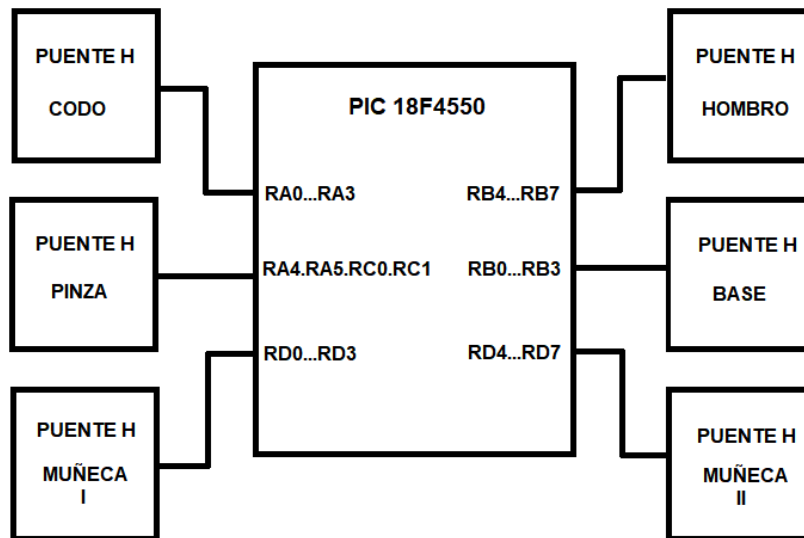 PUENTE H
CODO
PUENTE H
PINZA
PUENTE H
MUÑECA
I
PIC 18F4550
RA0...RA3
RB4...RB7
RA4.RA5.RC0.RC1
RB0...RB3
RD0...RD3
RD4...RD7
PUENTE H
HOMBRO
PUENTE H
BASE
PUENTE H
MUÑECA
II